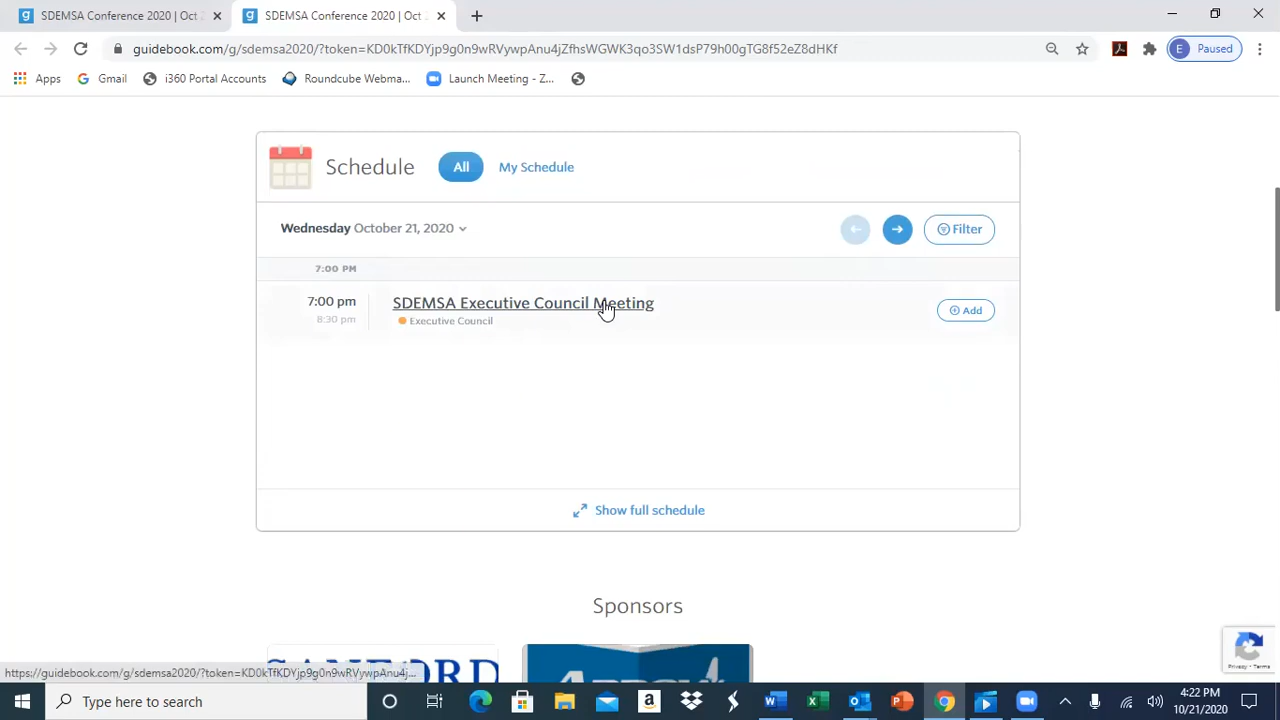 SDEMSA Conference 2020 | Oct
SDEMSA Conference 2020 | Oct
guidebook.com/g/sdemsa2020/?token=KD0kTfKDYjp9g0n9wRVywpAnu4jZfhsWGWK3qo3SW1dsP79h00gTG8f52eZ8dHKf
E Paused
Apps Gmail i360 Portal Accounts Roundcube Webma... Launch Meeting - Z...
Schedule All My Schedule
Wednesday October 21, 2020 Filter
7:00 PM
7:00 pm SDEMSA Executive Council Meeting Add
8:30 pm Executive Council
Show full schedule
Sponsors
SANFORD
Privacy - Terms
https://guidebook.com/g/sdemsa2020/?token=KD0kTfKDYjp9g0n9wRVywpAnu4j...
Type here to search
4:22 PM
10/21/2020